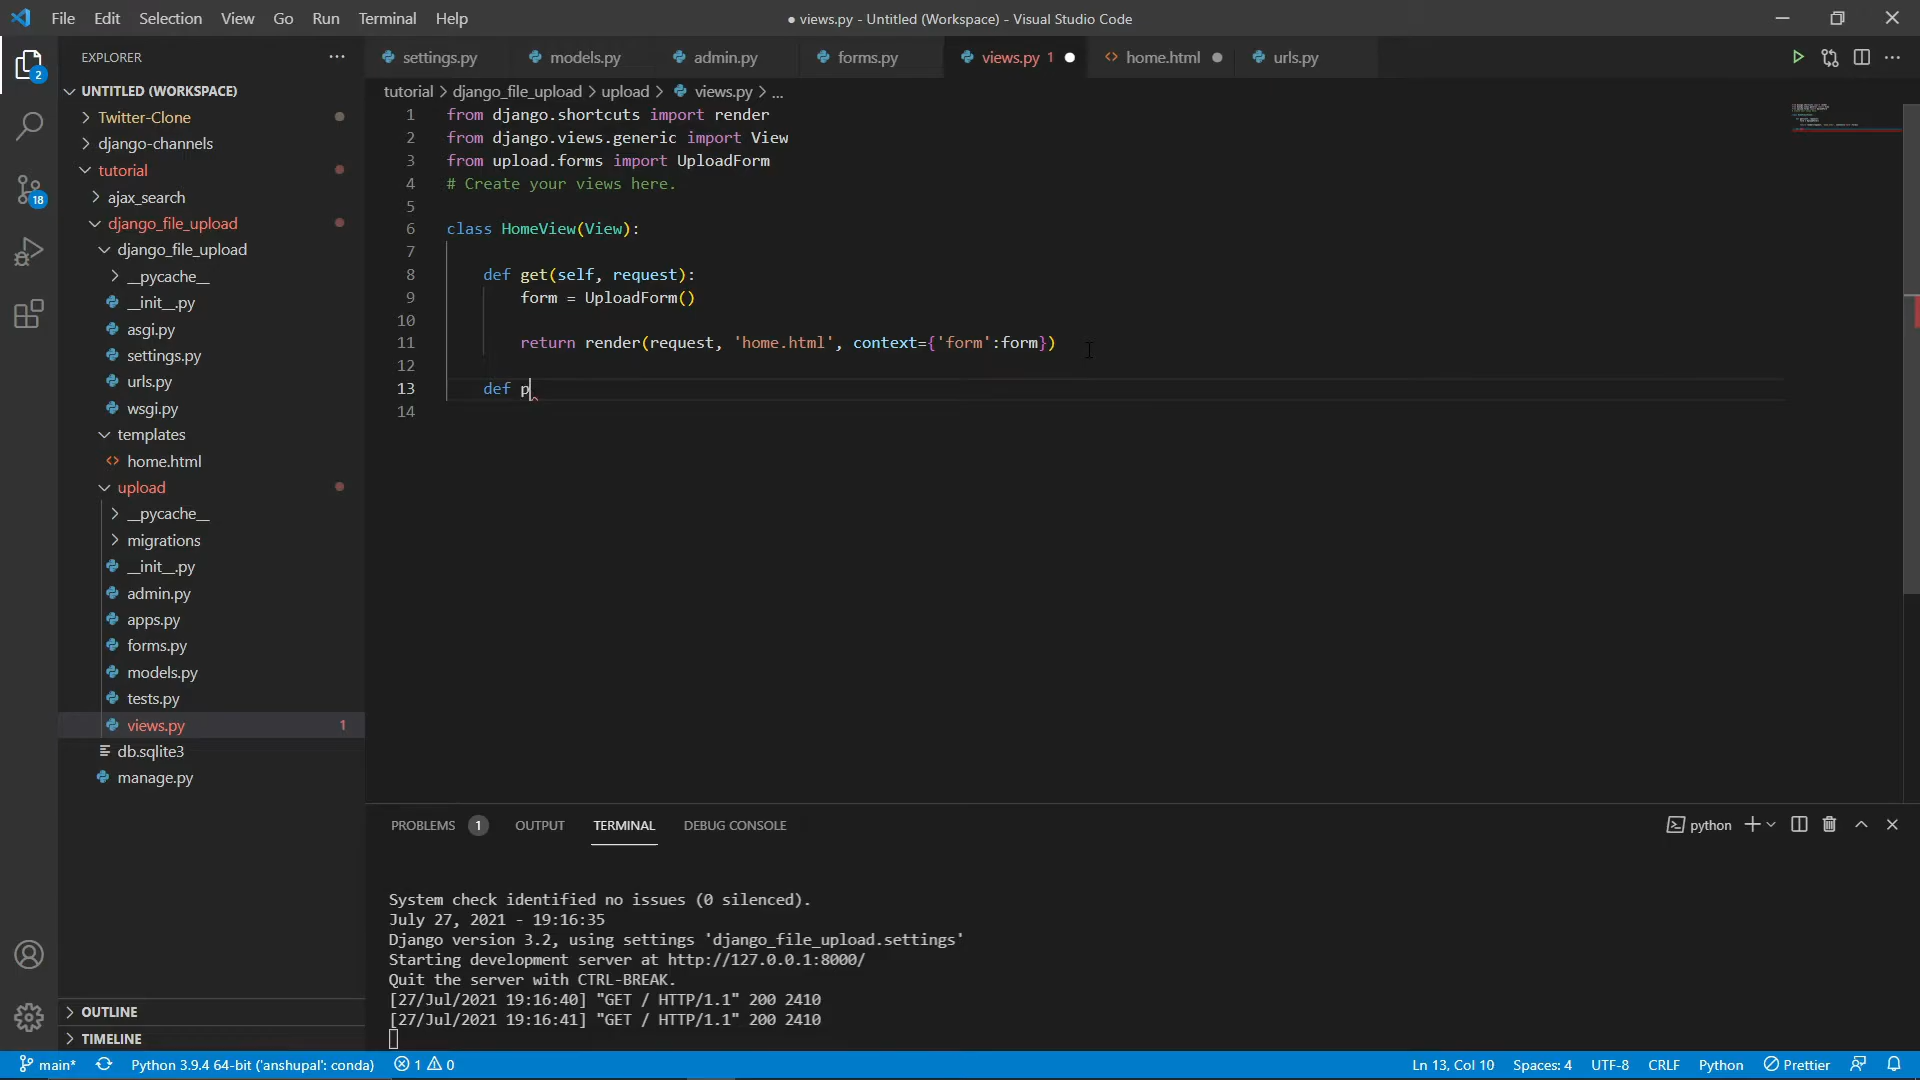 File Edit Selection View Go Run Terminal Help
● views.py - Untitled (Workspace) - Visual Studio Code
EXPLORER
settings.py models.py admin.py forms.py views.py 1 home.html urls.py
UNTITLED (WORKSPACE)
tutorial > django_file_upload > upload > views.py > ...
Twitter-Clone
django-channels
tutorial
ajax_search
django_file_upload
django_file_upload
__pycache__
__init__.py
asgi.py
settings.py
urls.py
wsgi.py
templates
home.html
upload
__pycache__
migrations
__init__.py
admin.py
apps.py
forms.py
models.py
tests.py
views.py 1
db.sqlite3
manage.py
OUTLINE
TIMELINE
2
18
1 from django.shortcuts import render
2 from django.views.generic import View
3 from upload.forms import UploadForm
4 # Create your views here.
5
6 class HomeView(View):
7
8 def get(self, request):
9 form = UploadForm()
10
11 return render(request, 'home.html', context={'form':form})
12
13 def p
14
PROBLEMS 1 OUTPUT TERMINAL DEBUG CONSOLE
python
System check identified no issues (0 silenced).
July 27, 2021 - 19:16:35
Django version 3.2, using settings 'django_file_upload.settings'
Starting development server at http://127.0.0.1:8000/
Quit the server with CTRL-BREAK.
[27/Jul/2021 19:16:40] "GET / HTTP/1.1" 200 2410
[27/Jul/2021 19:16:41] "GET / HTTP/1.1" 200 2410
main* Python 3.9.4 64-bit ('anshupal': conda) 1 0
Ln 13, Col 10 Spaces: 4 UTF-8 CRLF Python Prettier